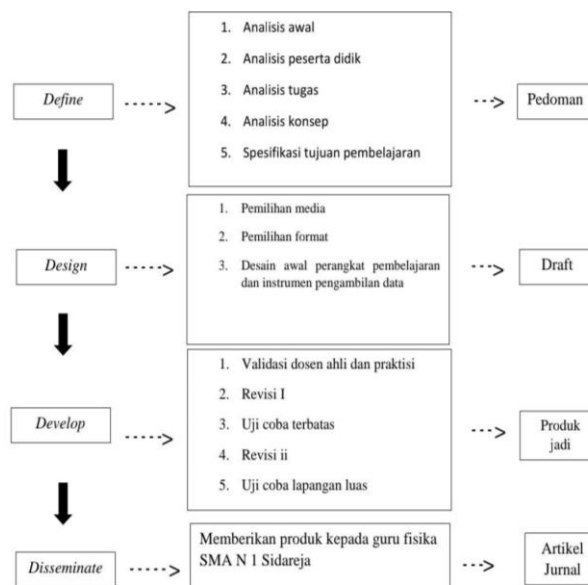 Define
1. Analisis awal
2. Analisis peserta didik
3. Analisis tugas
4. Analisis konsep
5. Spesifikasi tujuan pembelajaran
Pedoman
Design
1. Pemilihan media
2. Pemilihan format
3. Desain awal perangkat pembelajaran
dan instrumen pengambilan data
Draft
Develop
1. Validasi dosen ahli dan praktisi
2. Revisi I
3. Uji coba terbatas
4. Revisi ii
5. Uji coba lapangan luas
Produk
jadi
Disseminate
Memberikan produk kepada guru fisika
SMA N 1 Sidareja
Artikel
Jurnal